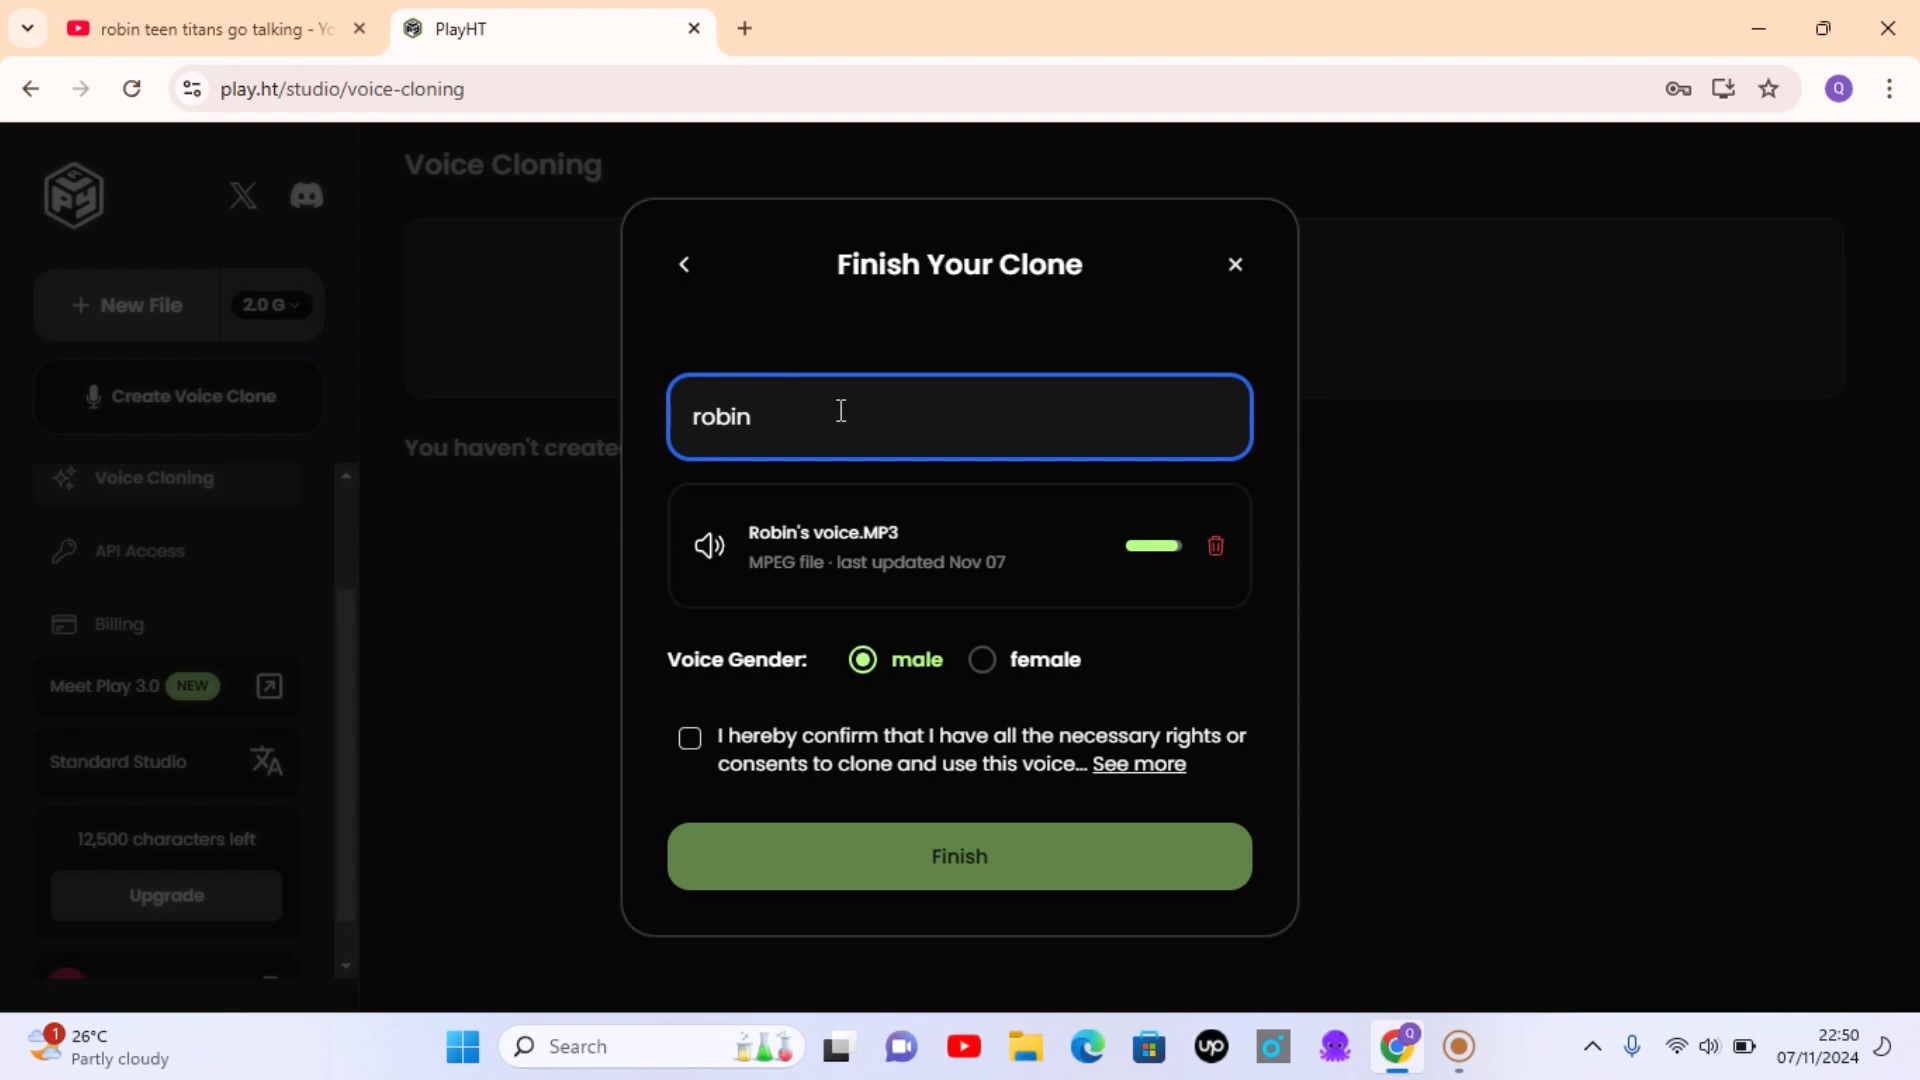 robin teen titans go talking - Yo
PlayHT
play.ht/studio/voice-cloning
Q
Voice Cloning
New File
2.0 G
Create Voice Clone
You haven't create
Voice Cloning
API Access
Billing
Meet Play 3.0 NEW
Standard Studio
12,500 characters left
Upgrade
Finish Your Clone
robin
Robin's voice.MP3
MPEG file · last updated Nov 07
Voice Gender: male female
I hereby confirm that I have all the necessary rights or
consents to clone and use this voice... See more
Finish
1
26°C
Partly cloudy
Search
up
Q
22:50
07/11/2024